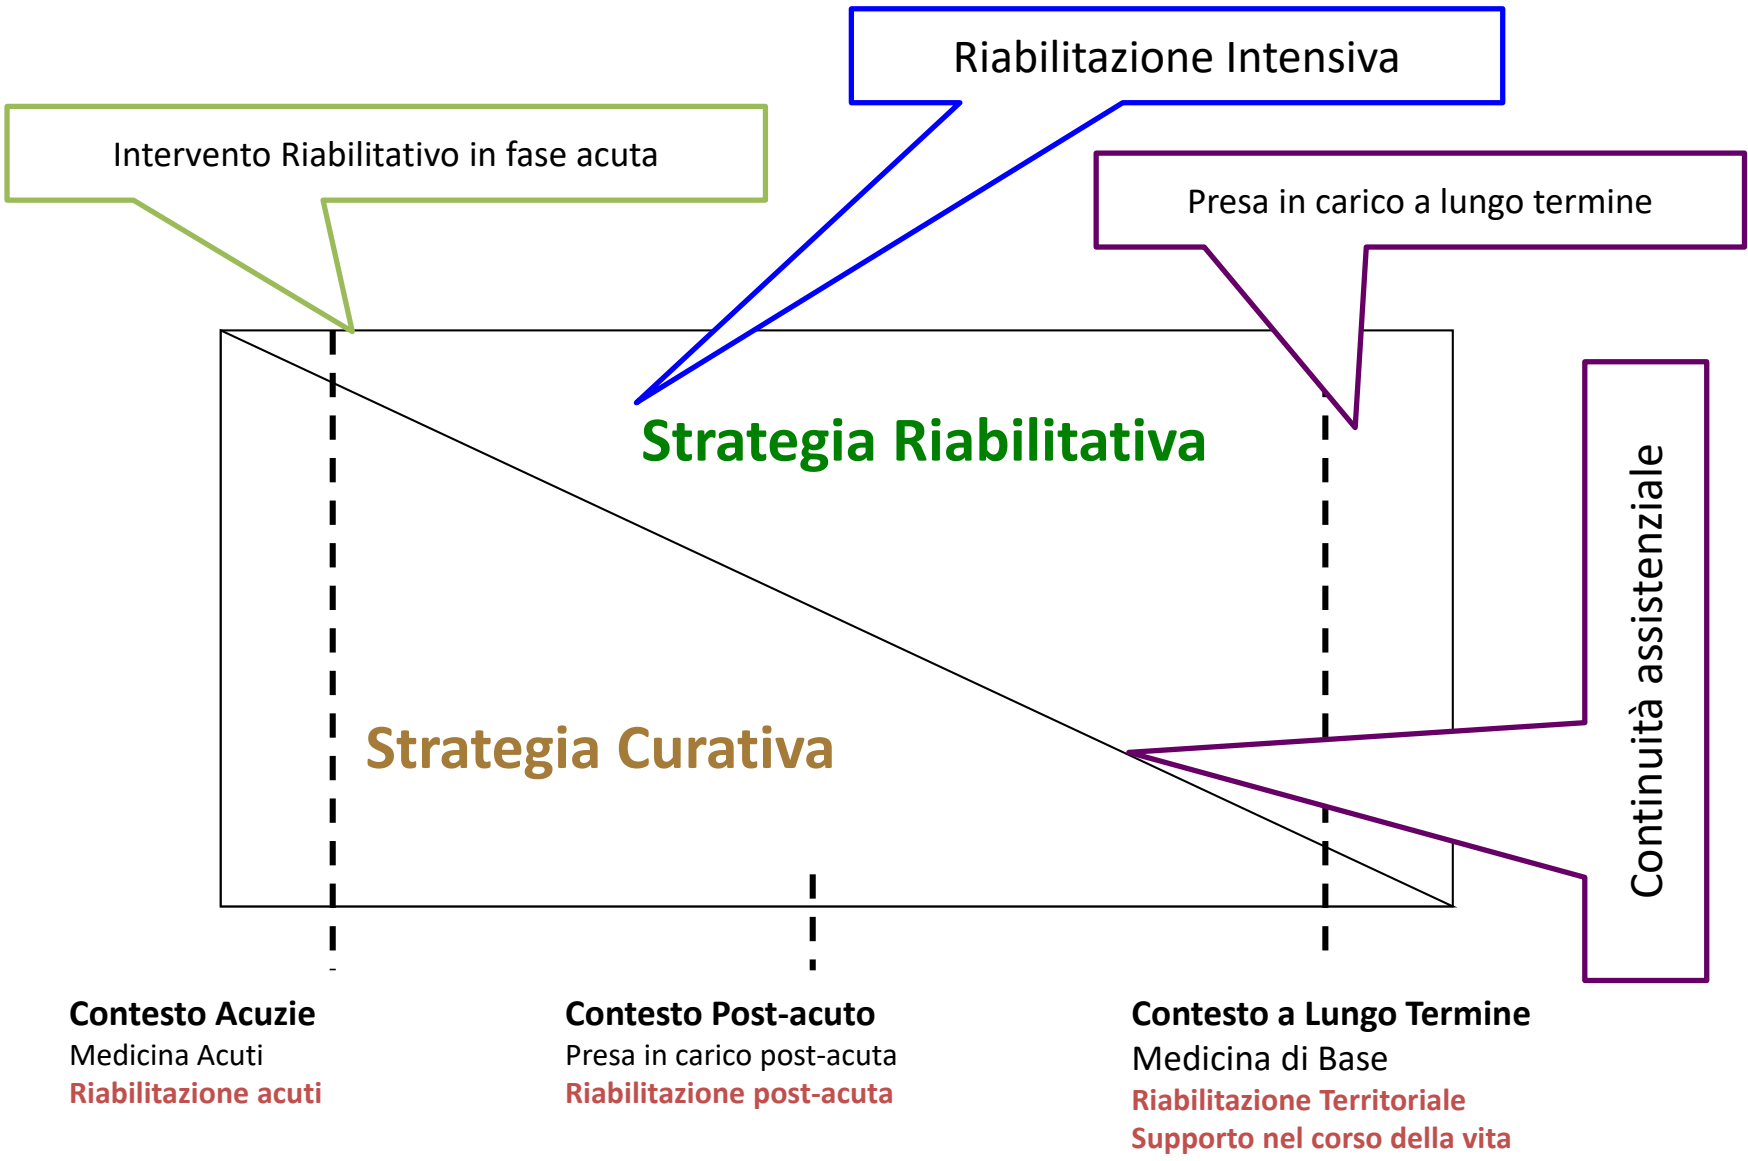 Riabilitazione Intensiva
Intervento Riabilitativo in fase acuta
Presa in carico a lungo termine
Strategia Riabilitativa
Continuità assistenziale
Strategia Curativa
Contesto Acuzie
Medicina Acuti
Riabilitazione acuti
Contesto Post-acuto
Presa in carico post-acuta
Riabilitazione post-acuta
Contesto a Lungo Termine
Medicina di Base
Riabilitazione Territoriale
Supporto nel corso della vita